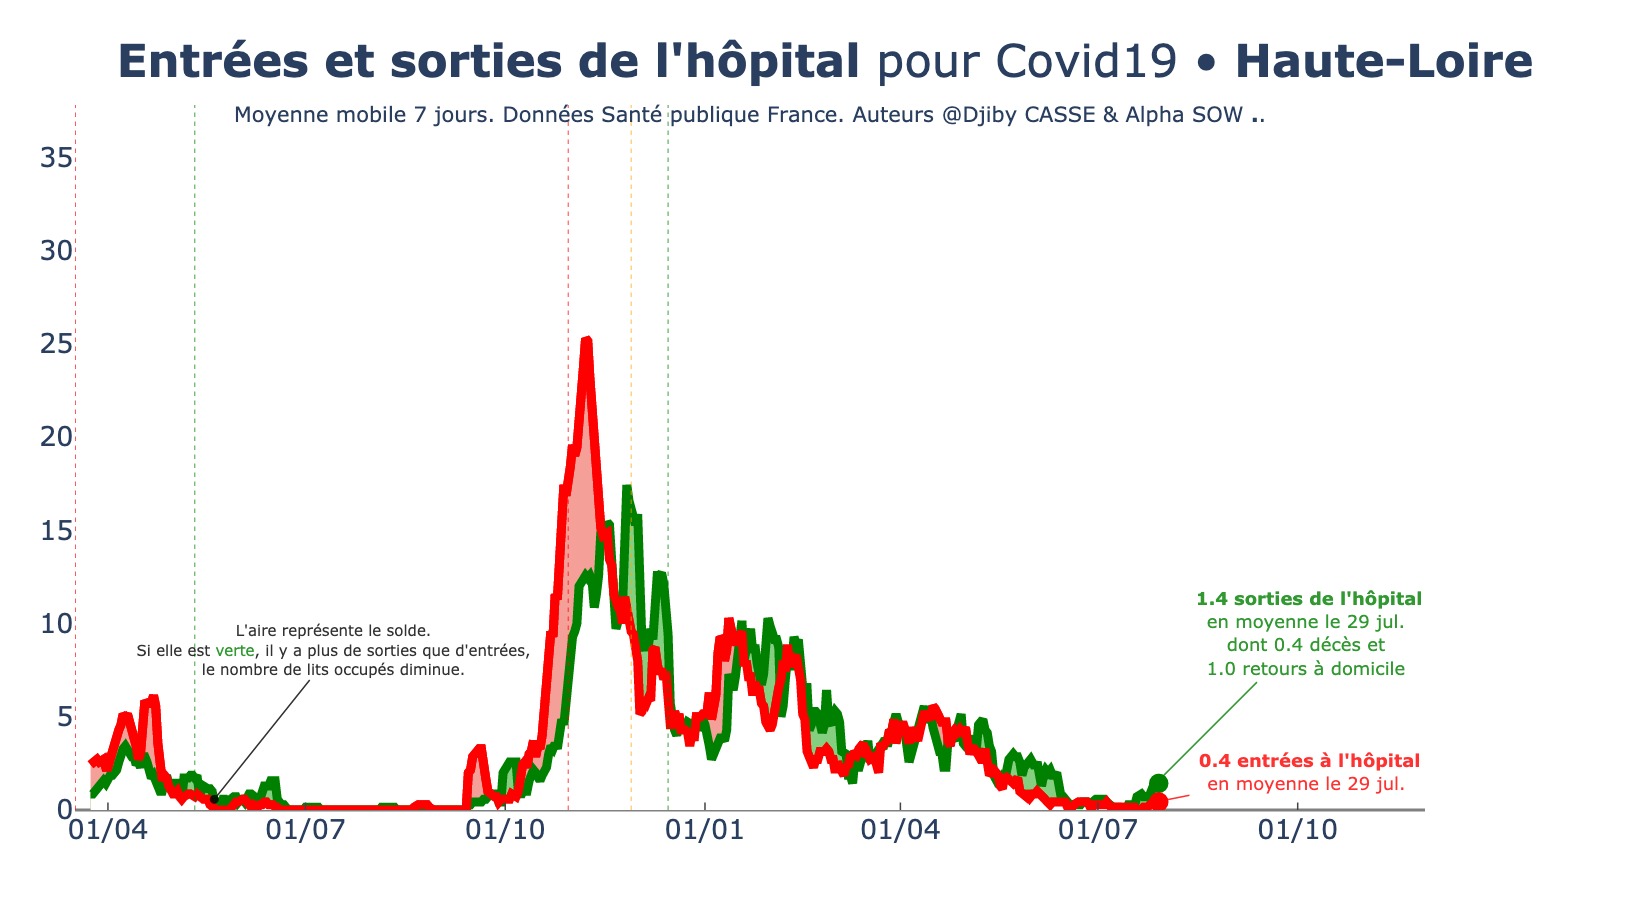 Entrées et sorties de l'hôpital pour Covid19 • Haute-Loire
Moyenne mobile 7 jours. Données Santé publique France. Auteurs @Djiby CASSE & Alpha SOW ..
35
30
25
20
15
10
5
0
L'aire représente le solde.
Si elle est verte, il y a plus de sorties que d'entrées,
le nombre de lits occupés diminue.
1.4 sorties de l'hôpital
en moyenne le 29 jul.
dont 0.4 décès et
1.0 retours à domicile
0.4 entrées à l'hôpital
en moyenne le 29 jul.
01/04 01/07 01/10 01/01 01/04 01/07 01/10